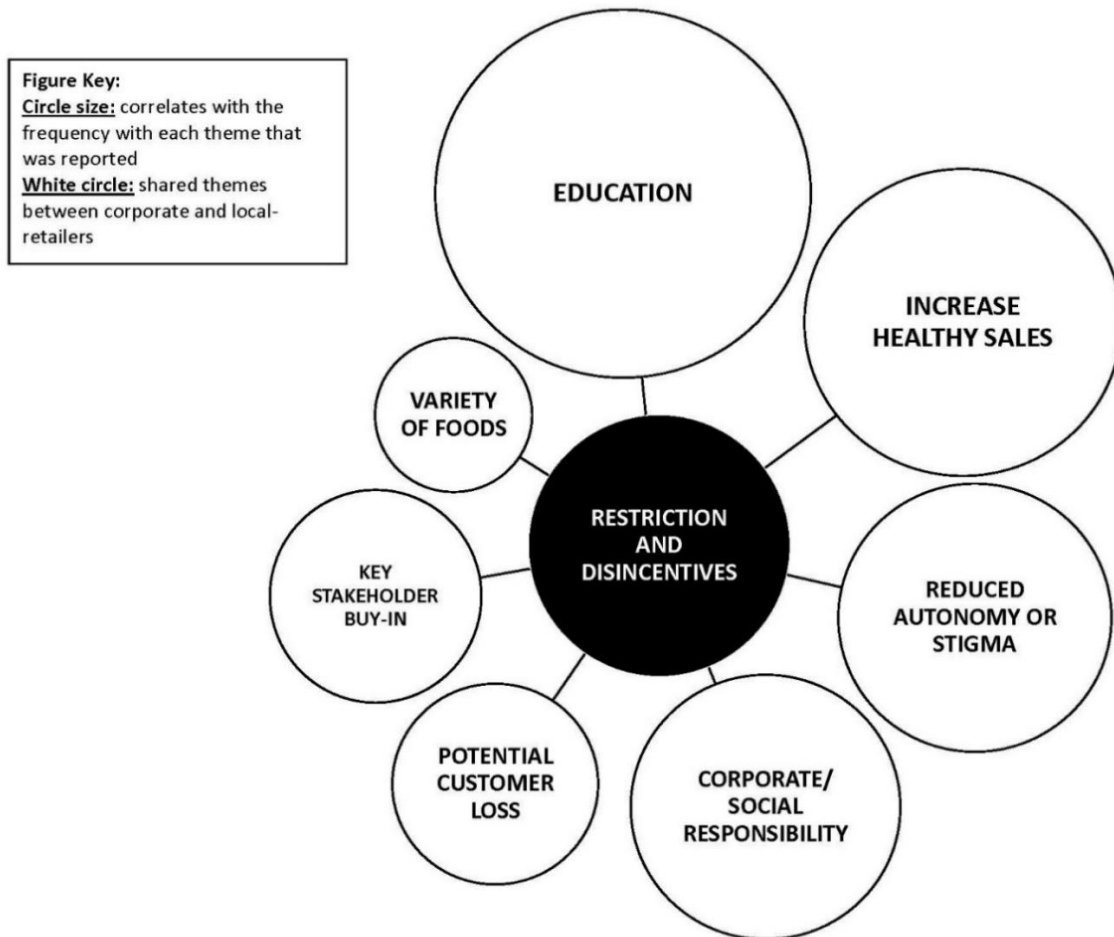 Figure Key:
Circle size: correlates with the
frequency with each theme that
was reported
White circle: shared themes
between corporate and local-
retailers
EDUCATION
INCREASE
HEALTHY SALES
VARIETY
OF FOODS
RESTRICTION
AND
DISINCENTIVES
KEY
STAKEHOLDER
BUY-IN
REDUCED
AUTONOMY OR
STIGMA
POTENTIAL
CUSTOMER
LOSS
CORPORATE/
SOCIAL
RESPONSIBILITY